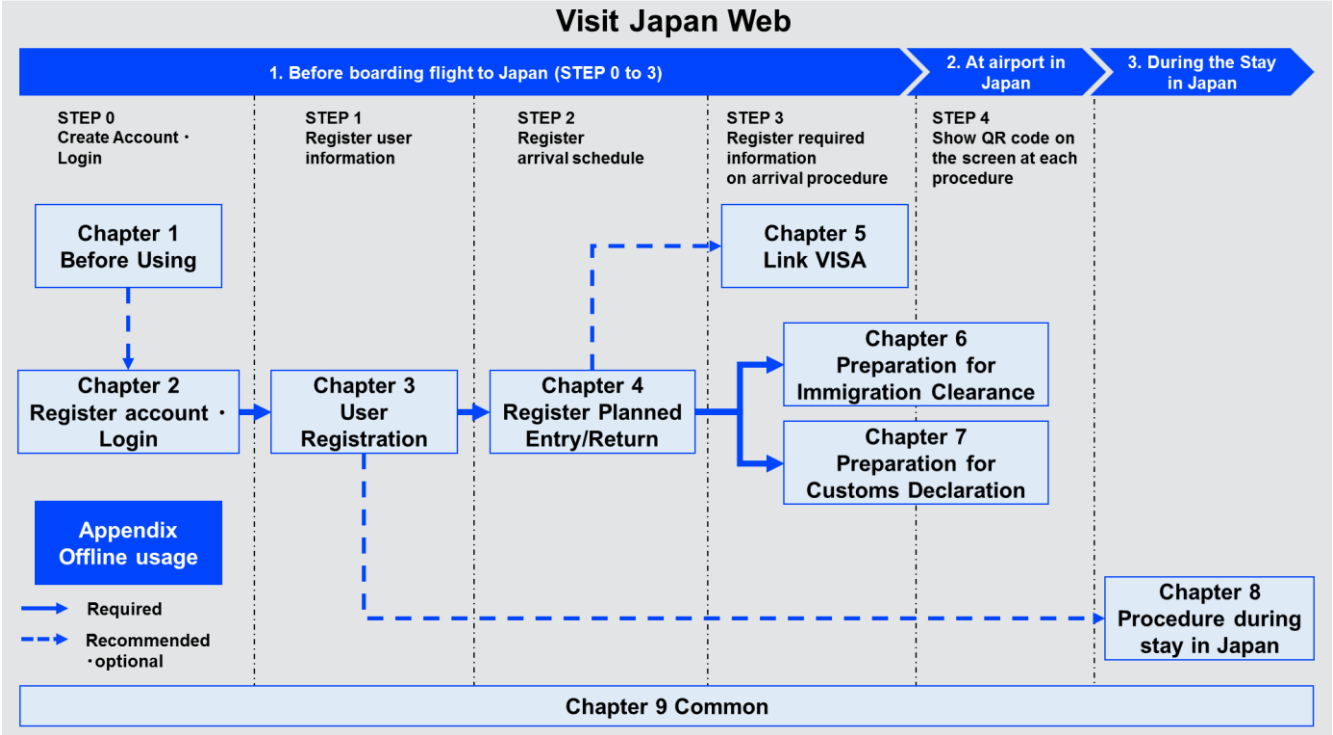 Visit Japan Web
1. Before boarding flight to Japan (STEP 0 to 3)
2. At airport in
Japan
3. During the Stay
in Japan
STEP 0
Create Account・
Login
STEP 1
Register user
information
STEP 2
Register
arrival schedule
STEP 3
Register required
information
on arrival procedure
STEP 4
Show QR code on
the screen at each
procedure
Chapter 1
Before Using
Chapter 5
Link VISA
Chapter 2
Register account・
Login
Chapter 3
User
Registration
Chapter 4
Register Planned
Entry/Return
Chapter 6
Preparation for
Immigration Clearance
Chapter 7
Preparation for
Customs Declaration
Appendix
Offline usage
Required
Recommended
・optional
Chapter 8
Procedure during
stay in Japan
Chapter 9 Common